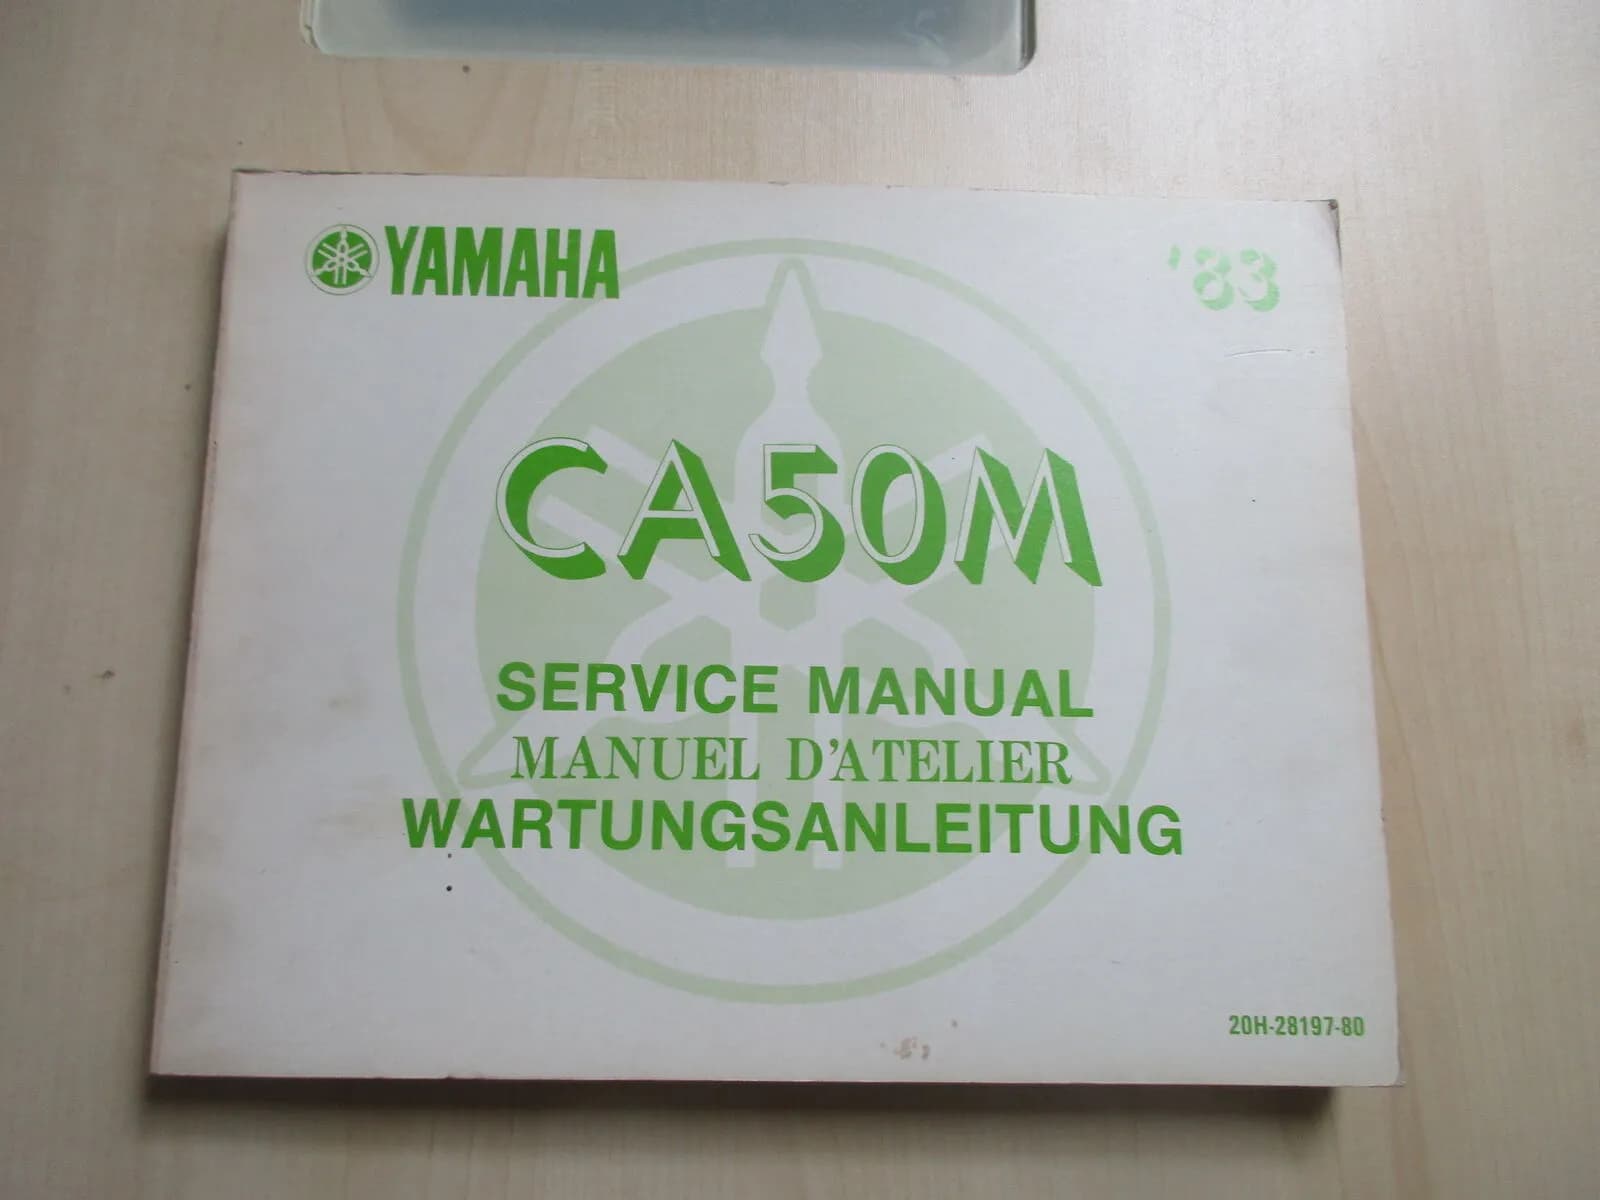 YAMAHA
'83
CA50M
SERVICE MANUAL
MANUEL D'ATELIER
WARTUNGSANLEITUNG
20H-28197-80